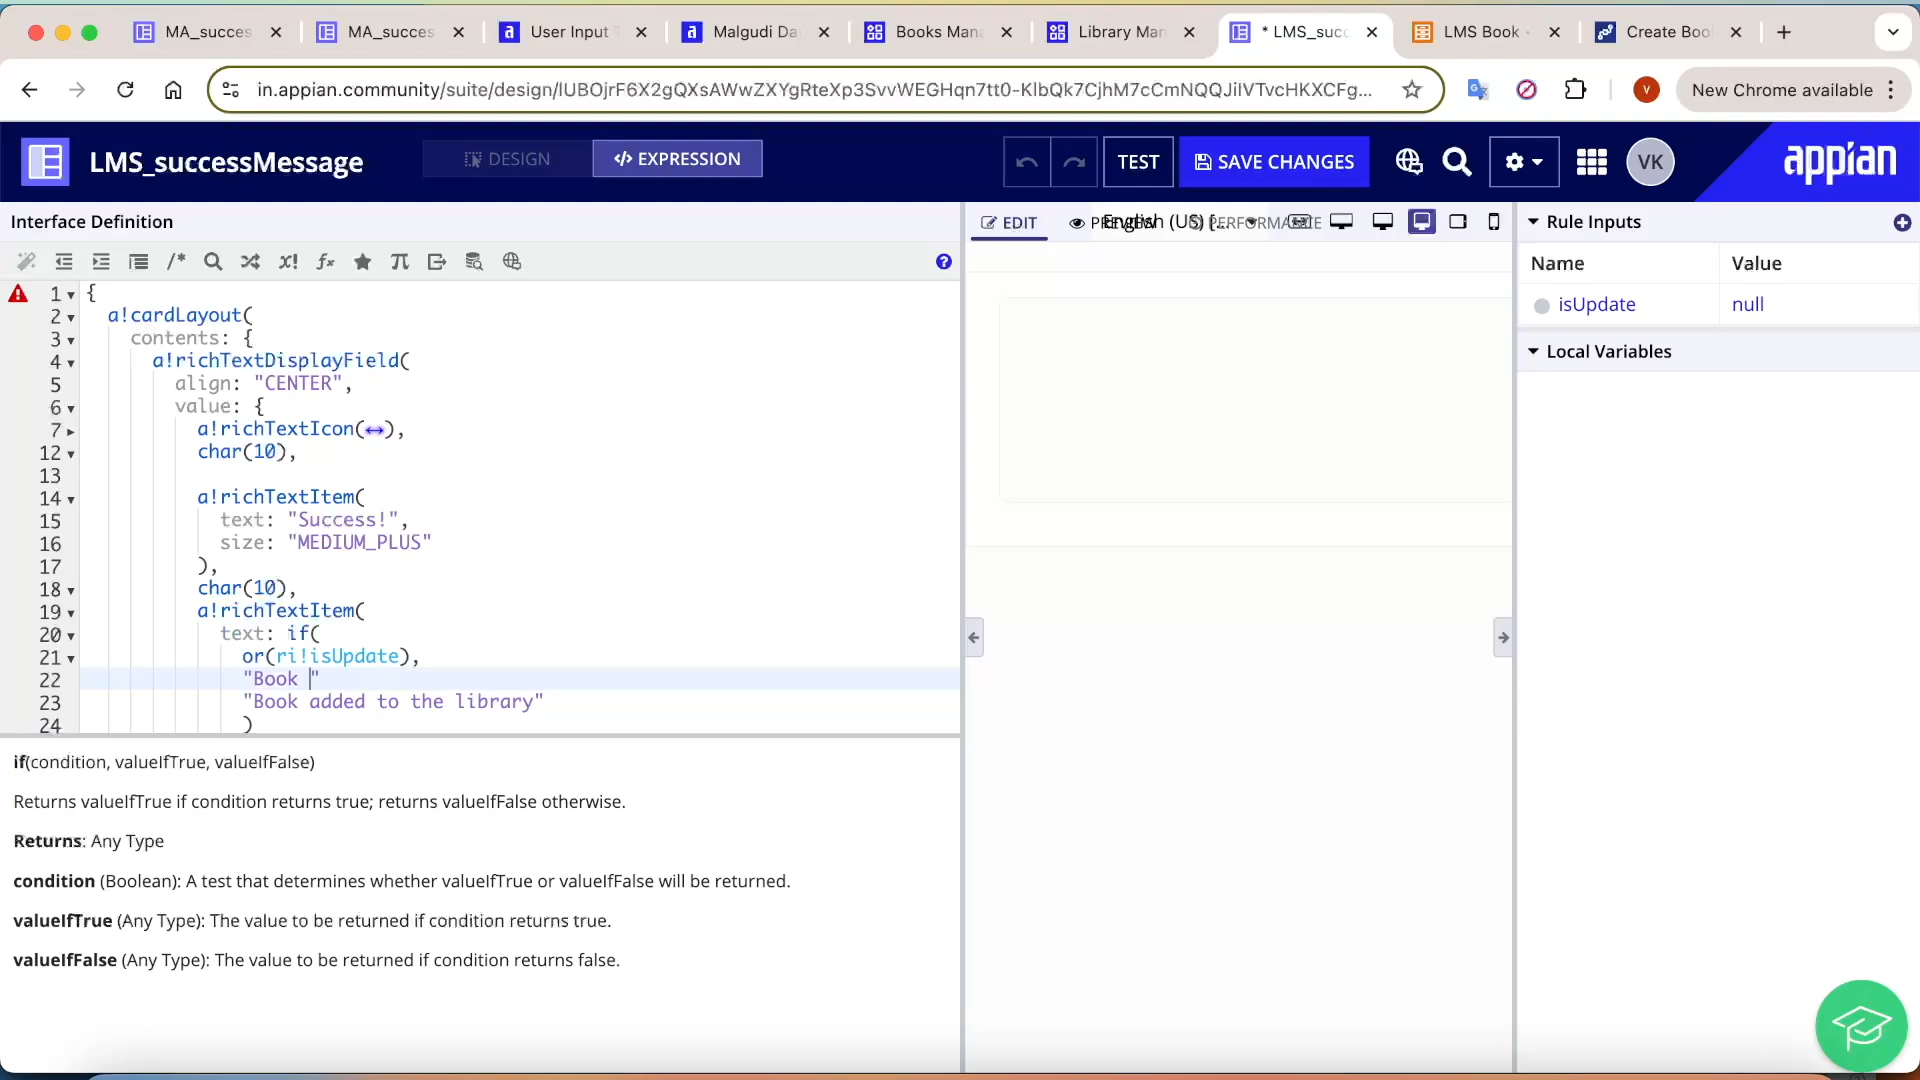 MA_succes
MA_succes
User Input T
Malgudi Da
Books Mana
Library Man
* LMS_succ
LMS Book -
Create Boo
in.appian.community/suite/design/lUBOjrF6X2gQXsAWwZXYgRteXp3SvvWEGHqn7tt0-KlbQk7CjhM7cCmNQQJiIVTvcHKXCFg...
V
New Chrome available
LMS_successMessage
DESIGN
</> EXPRESSION
TEST
SAVE CHANGES
VK
appian
Interface Definition
EDIT
PREVIEW
English (US) [...
PERFORMANCE
Rule Inputs
Name
Value
isUpdate
null
Local Variables
1 {
2 a!cardLayout(
3 contents: {
4 a!richTextDisplayField(
5 align: "CENTER",
6 value: {
7 a!richTextIcon(↔),
12 char(10),
13
14 a!richTextItem(
15 text: "Success!",
16 size: "MEDIUM_PLUS"
17 ),
18 char(10),
19 a!richTextItem(
20 text: if(
21 or(ri!isUpdate),
22 "Book "
23 "Book added to the library"
24 )
if(condition, valueIfTrue, valueIfFalse)
Returns valueIfTrue if condition returns true; returns valueIfFalse otherwise.
Returns: Any Type
condition (Boolean): A test that determines whether valueIfTrue or valueIfFalse will be returned.
valueIfTrue (Any Type): The value to be returned if condition returns true.
valueIfFalse (Any Type): The value to be returned if condition returns false.